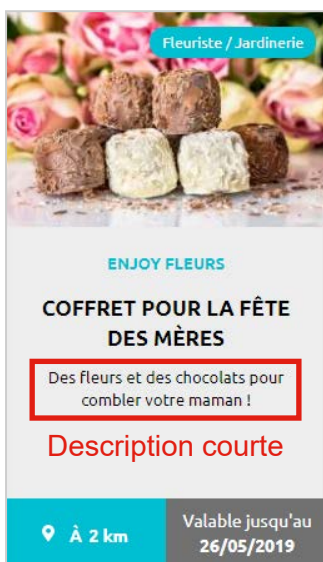 Fleuriste / Jardinerie
ENJOY FLEURS
COFFRET POUR LA FÊTE
DES MÈRES
Des fleurs et des chocolats pour
combler votre maman !
Description courte
À 2 km
Valable jusqu'au
26/05/2019